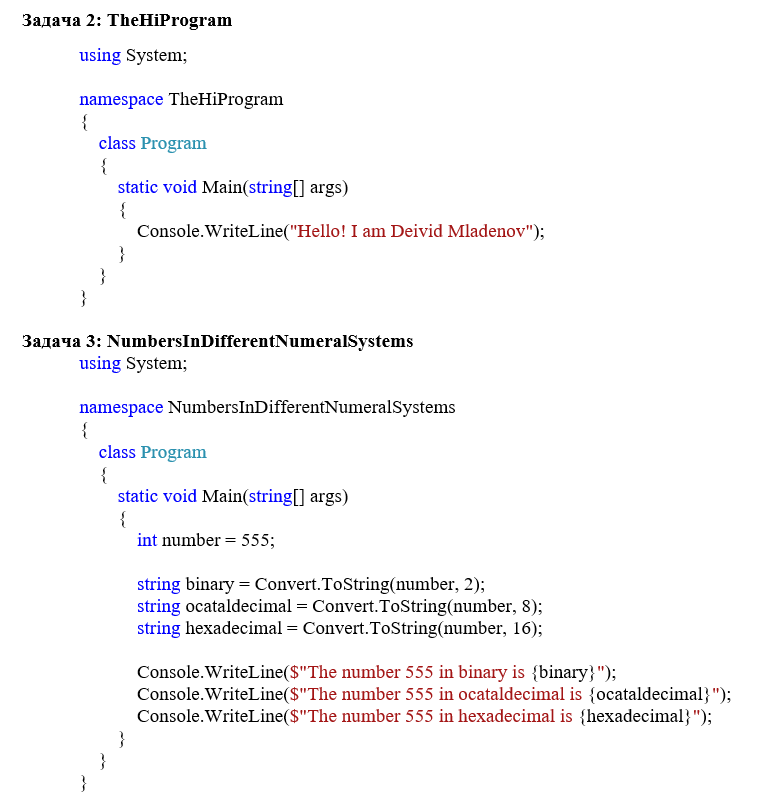 Задача 2: TheHiProgram
using System;
namespace TheHiProgram
{
class Program
{
static void Main(string[] args)
{
Console.WriteLine("Hello! I am Deivid Mladenov");
}
}
}
Задача 3: NumbersInDifferentNumeralSystems
using System;
namespace NumbersInDifferentNumeralSystems
{
class Program
{
static void Main(string[] args)
{
int number = 555;
string binary = Convert.ToString(number, 2);
string ocataldecimal = Convert.ToString(number, 8);
string hexadecimal = Convert.ToString(number, 16);
Console.WriteLine($"The number 555 in binary is {binary}");
Console.WriteLine($"The number 555 in ocataldecimal is {ocataldecimal}");
Console.WriteLine($"The number 555 in hexadecimal is {hexadecimal}");
}
}
}